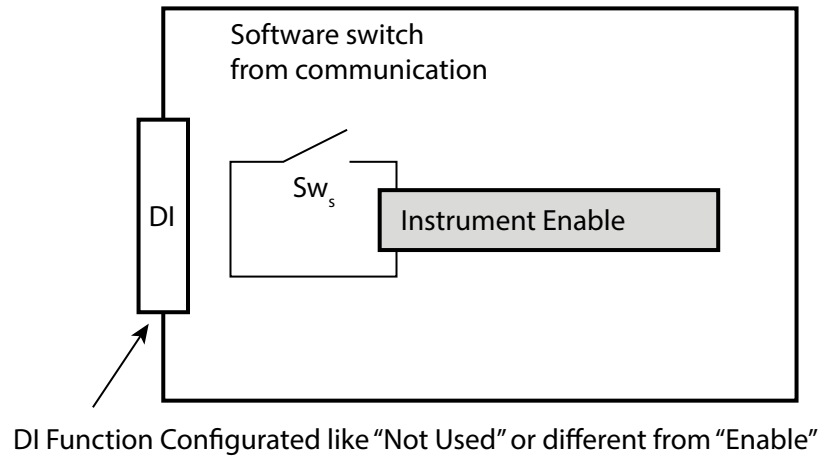 Software switch
from communication
Sws
DI
Instrument Enable
DI Function Configurated like “Not Used” or different from “Enable”